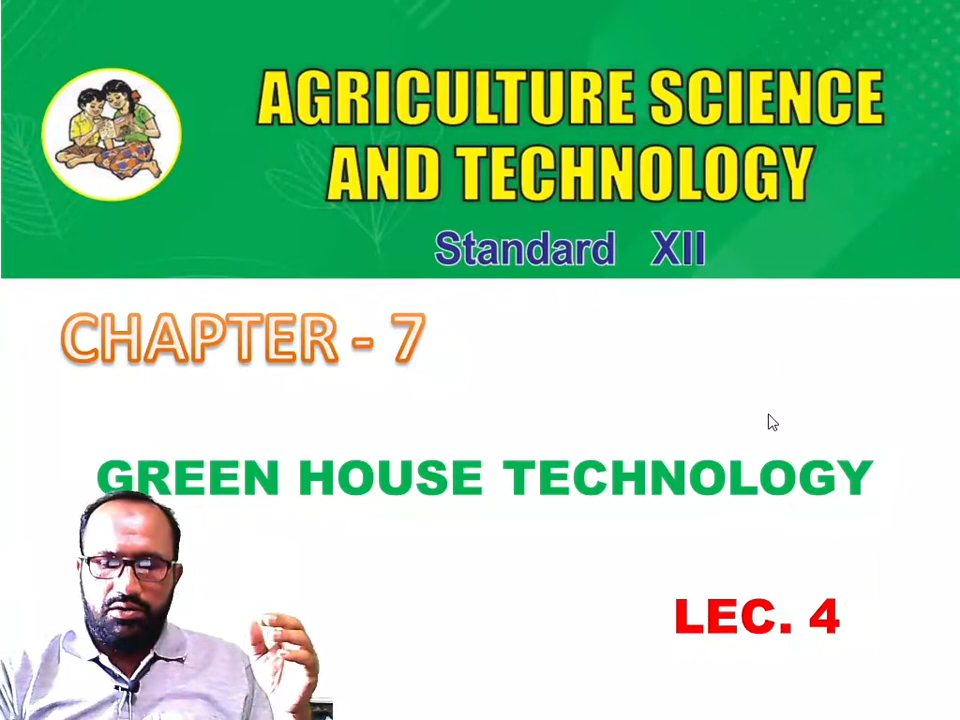 AGRICULTURE SCIENCE
AND TECHNOLOGY
Standard XII
CHAPTER - 7
GREEN HOUSE TECHNOLOGY
LEC. 4